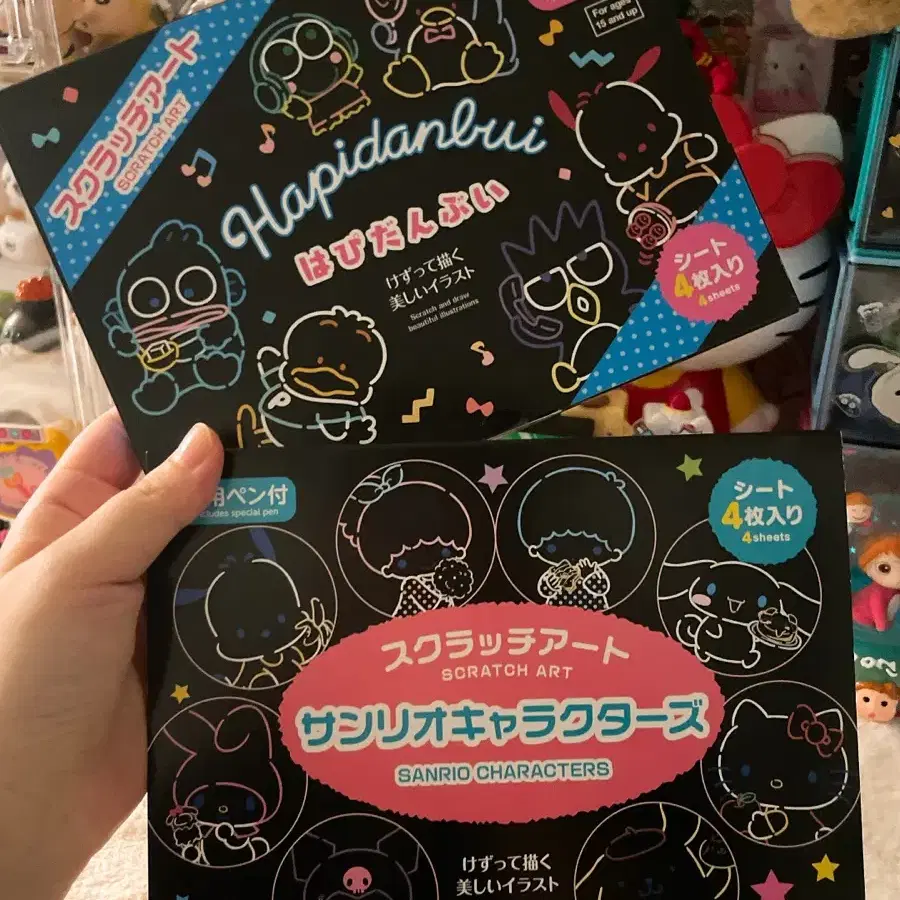 For ages
15 and up
スクラッチアート
SCRATCH ART
Hapidanbui
はぴだんぶい
けずって描く
美しいイラスト
Scratch and draw
beautiful illustrations
シート
4枚入り
4sheets
用ペン付
cludes special pen
シート
4枚入り
4sheets
スクラッチアート
SCRATCH ART
サンリオキャラクターズ
SANRIO CHARACTERS
けずって描く
美しいイラスト